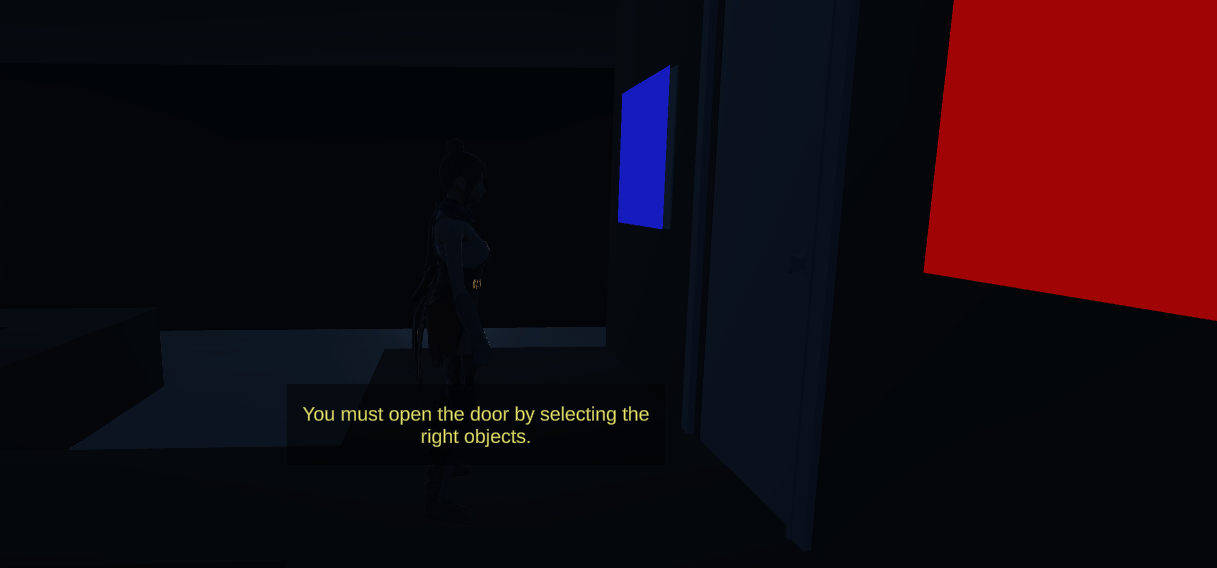 You must open the door by selecting the
right objects.